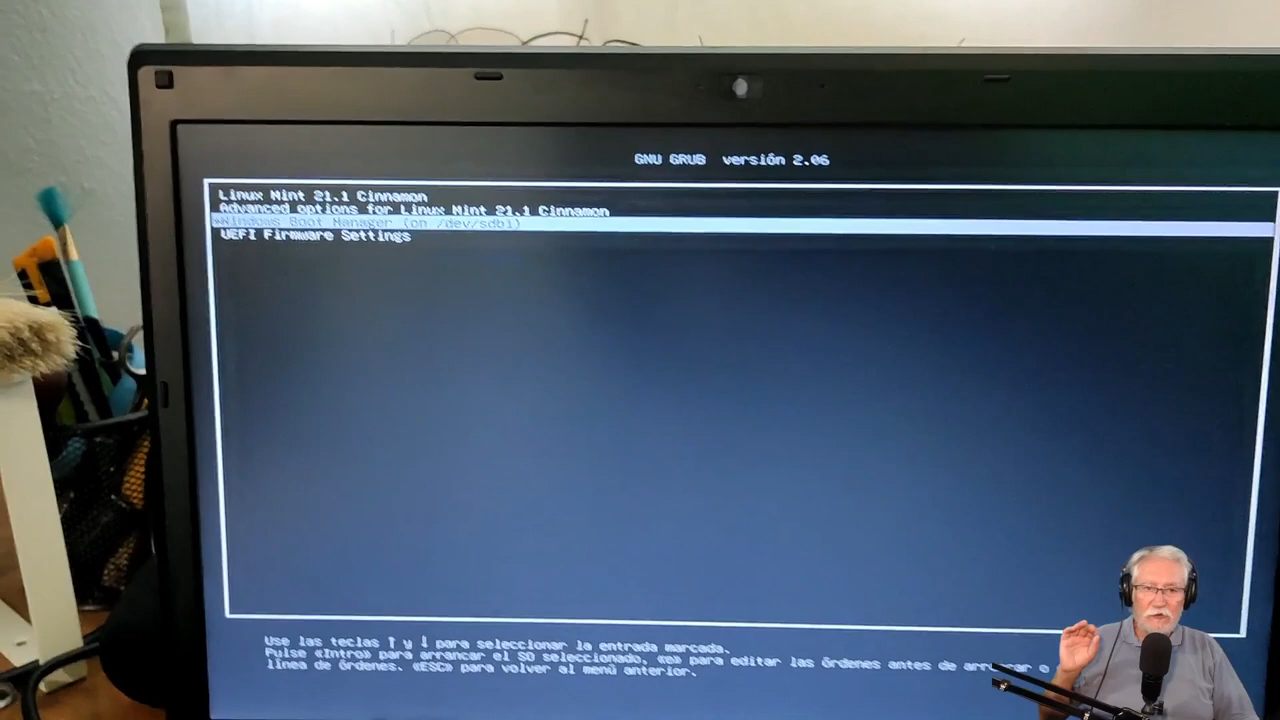 GNU GRUB versión 2.06
Linux Mint 21.1 Cinnamon
Advanced options for Linux Mint 21.1 Cinnamon
*Windows Boot Manager (on /dev/sdb1)
UEFI Firmware Settings
Use las teclas ↑ y ↓ para seleccionar la entrada marcada.
Pulse «Intro» para arrancar el SO seleccionado, «e» para editar las órdenes antes de arrancar o
línea de órdenes. «ESC» para volver al menú anterior.